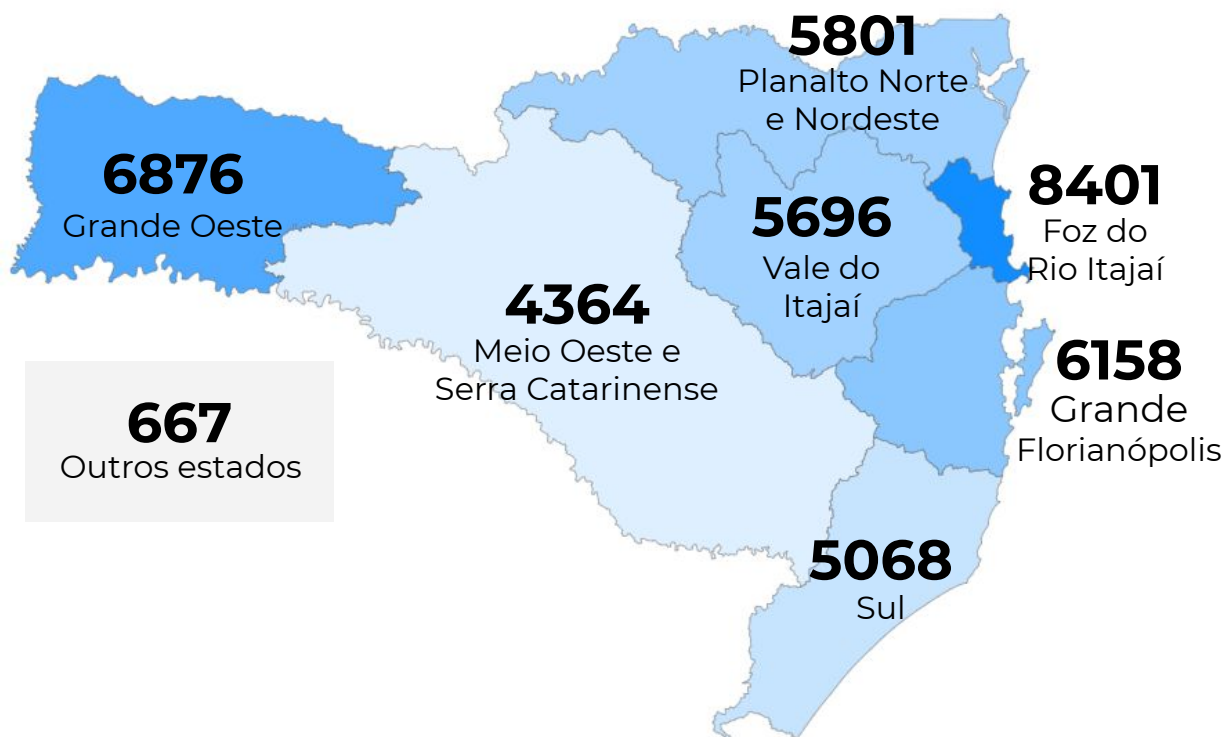 5801
Planalto Norte
e Nordeste
6876
Grande Oeste
8401
Foz do
Rio Itajaí
5696
Vale do
Itajaí
4364
Meio Oeste e
Serra Catarinense
6158
Grande
Florianópolis
667
Outros estados
5068
Sul